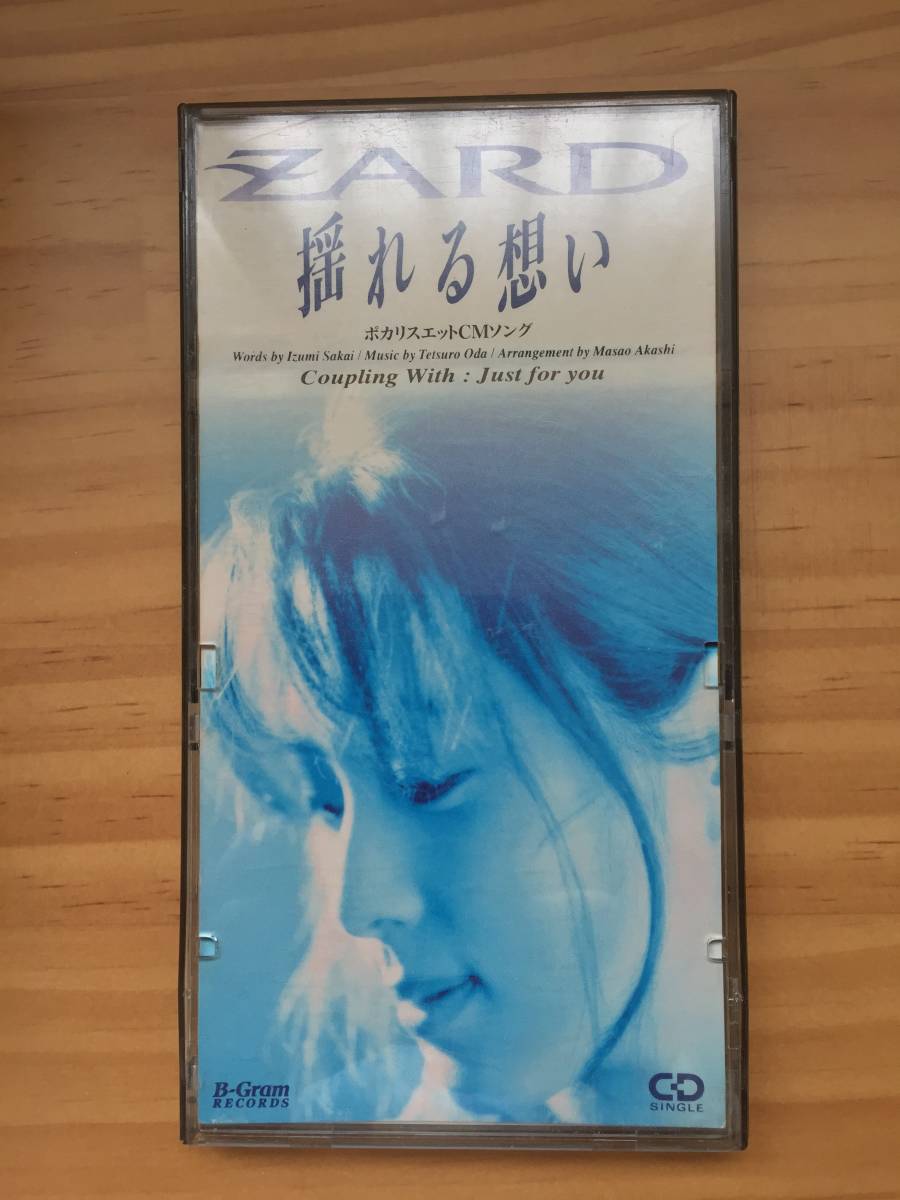 ZARD
揺れる想い
ポカリスエットCMソング
Words by Izumi Sakai / Music by Tetsuro Oda / Arrangement by Masao Akashi
Coupling With : Just for you
B-Gram
RECORDS
CD
SINGLE